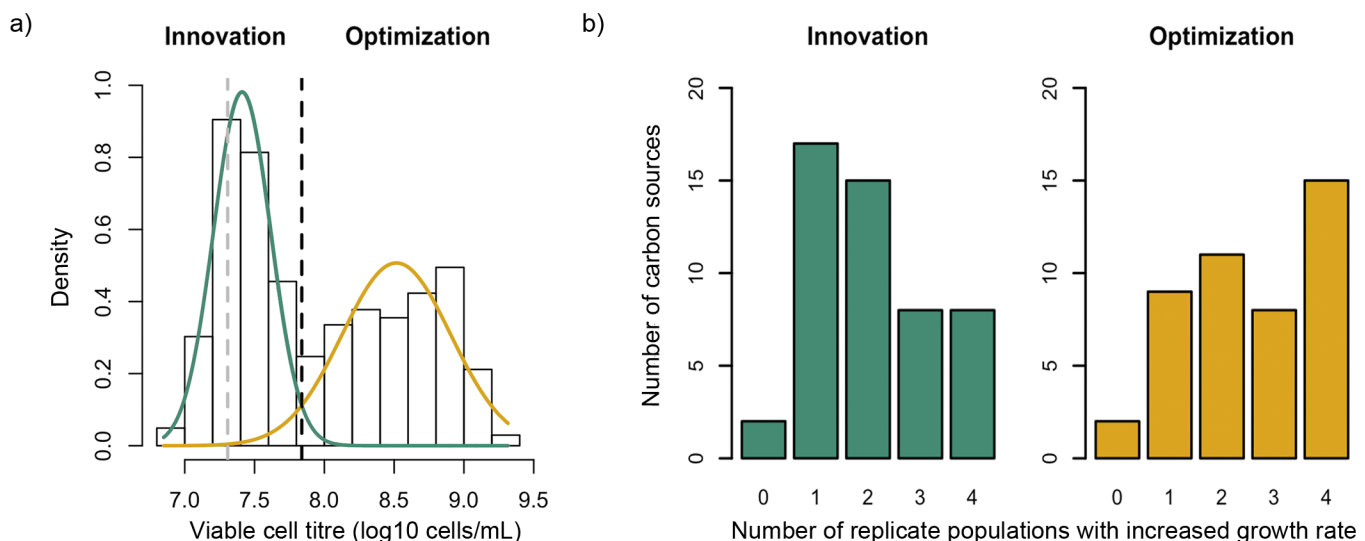 a)
Innovation Optimization
Density
1.0
0.8
0.6
0.4
0.2
0.0
7.0 7.5 8.0 8.5 9.0 9.5
Viable cell titre (log10 cells/mL)
b)
Innovation Optimization
Number of carbon sources
20
15
10
5
0
0 1 2 3 4
20
15
10
5
0
0 1 2 3 4
Number of replicate populations with increased growth rate